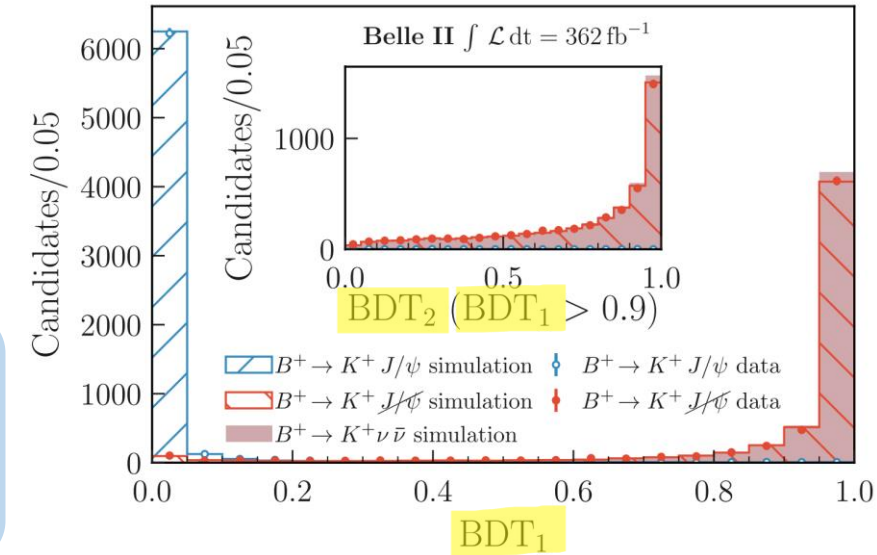 Belle II ∫ ℒ dt = 362 fb⁻¹
Candidates/0.05
6000
5000
4000
3000
2000
1000
0
Candidates/0.05
1000
0
0.0 0.5 1.0
BDT₂ (BDT₁ > 0.9)
B⁺ → K⁺ J/ψ simulation
B⁺ → K⁺ J/ψ data
B⁺ → K⁺ J̸/̸ψ̸ simulation
B⁺ → K⁺ J̸/̸ψ̸ data
B⁺ → K⁺ν ν̄ simulation
0.0 0.2 0.4 0.6 0.8 1.0
BDT₁